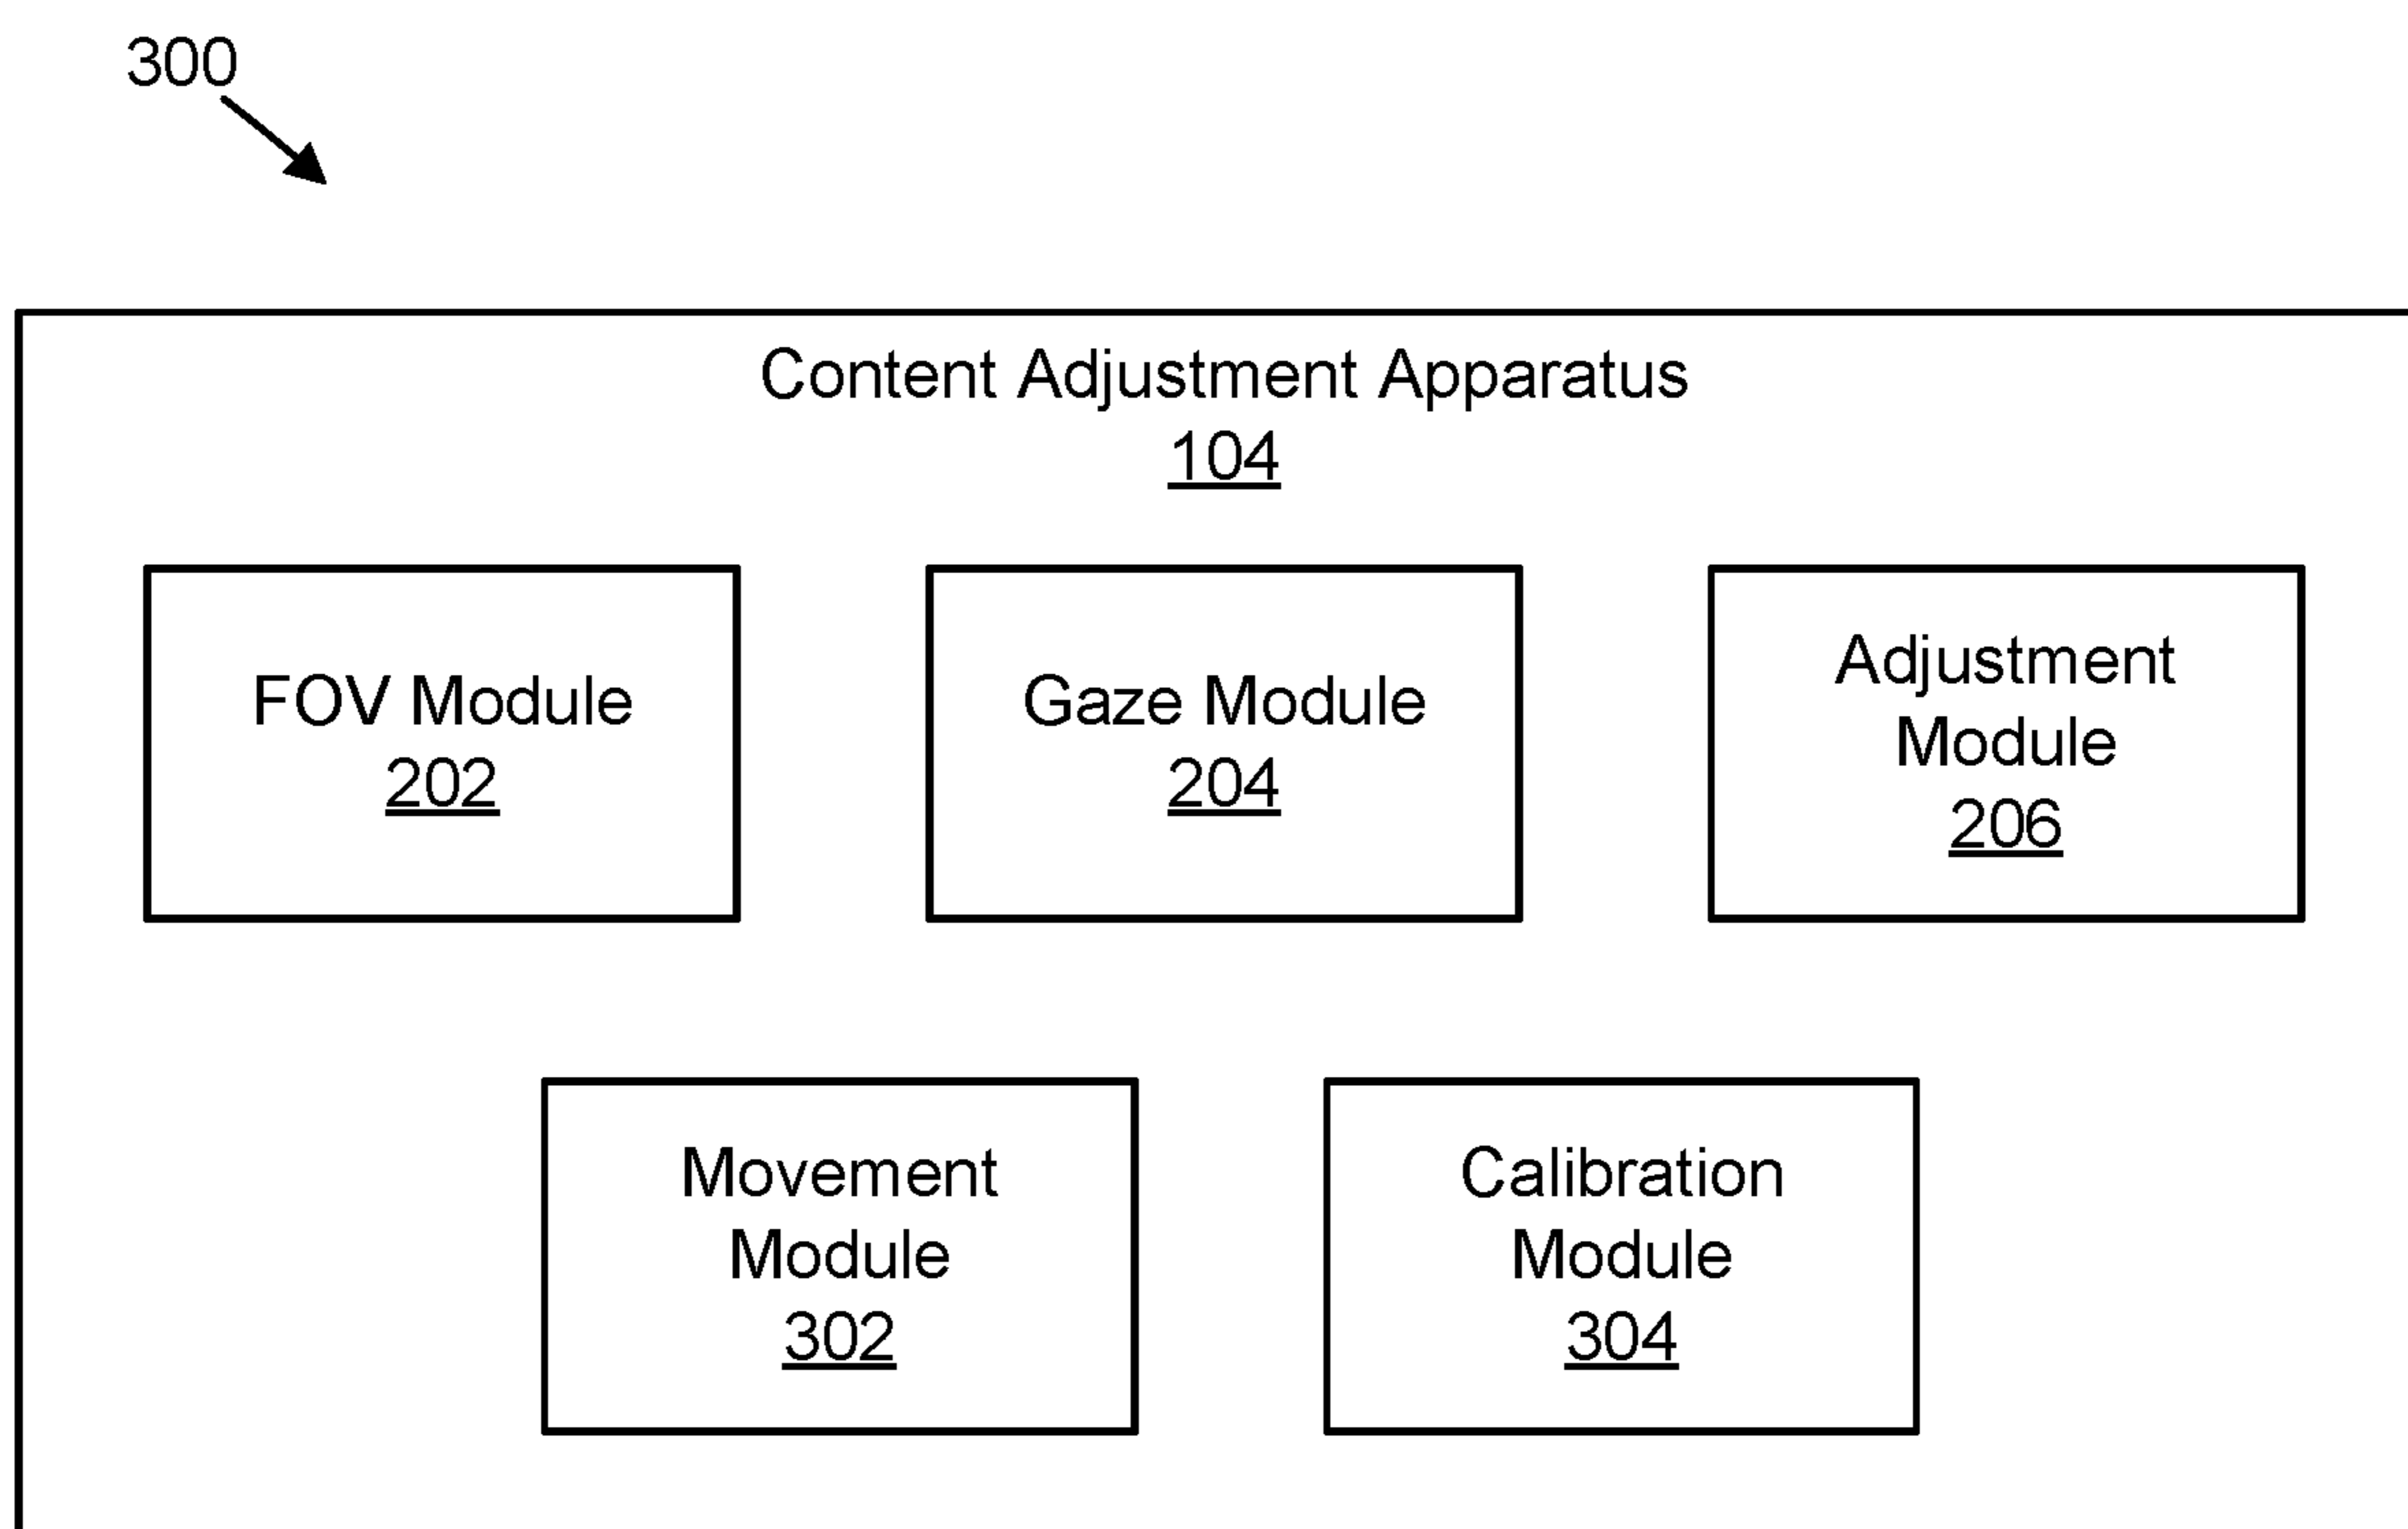 300
Content Adjustment Apparatus
104
FOV Module
202
Gaze Module
204
Adjustment
Module
206
Movement
Module
302
Calibration
Module
304